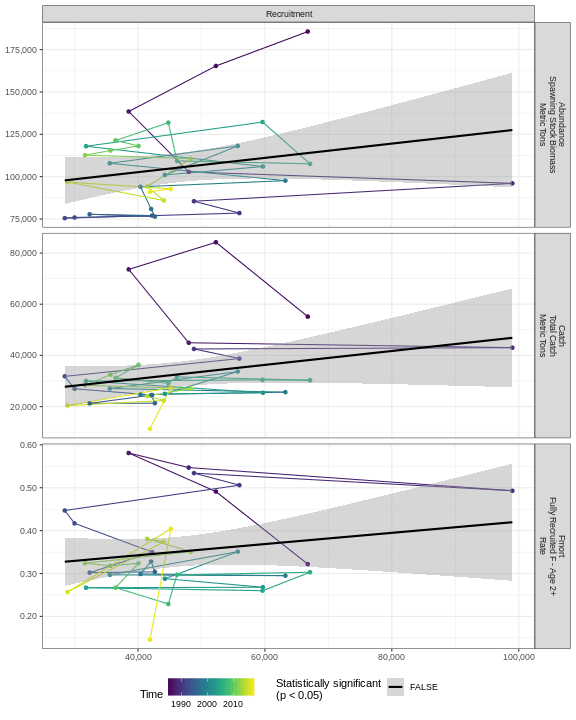 Recruitment
175,000
150,000
125,000
100,000
75,000
Abundance
Spawning Stock Biomass
Metric Tons
80,000
60,000
40,000
20,000
Catch
Total Catch
Metric Tons
0.60
0.50
0.40
0.30
0.20
Fmort
Fully Recruited F - Age 2+
Rate
40,000
60,000
80,000
100,000
Time
1990 2000 2010
Statistically significant
(p < 0.05)
FALSE